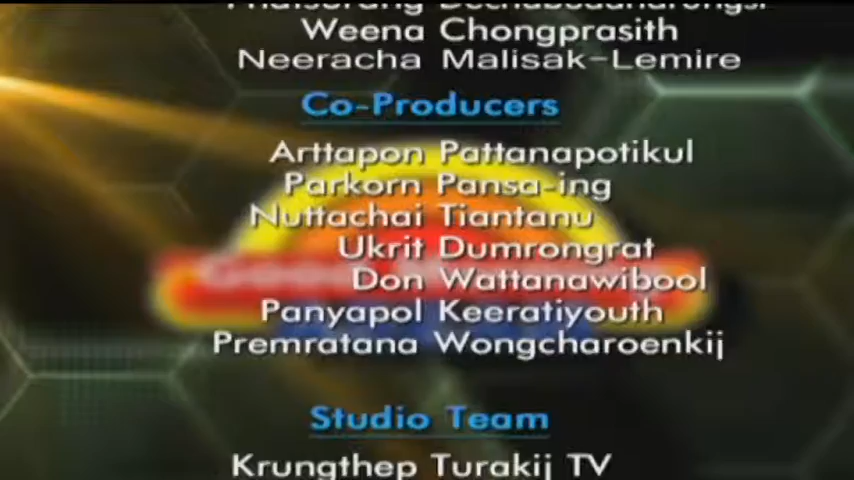 Weena Chongprasith
Neeracha Malisak-Lemire
Co-Producers
Arttapon Pattanapotikul
Parkorn Pansa-ing
Nuttachai Tiantanu
Ukrit Dumrongrat
Don Wattanawibool
Panyapol Keeratiyouth
Premratana Wongcharoenkij
Studio Team
Krungthep Turakij TV